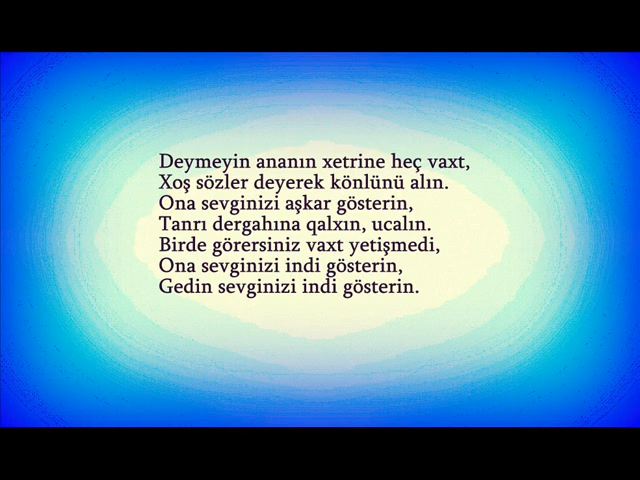 Deymeyin ananın xetrine heç vaxt,
Xoş sözler deyerek könlünü alın.
Ona sevginizi aşkar gösterin,
Tanrı dergahına qalxın, ucalın.
Birde görersiniz vaxt yetişmedi,
Ona sevginizi indi gösterin,
Gedin sevginizi indi gösterin.